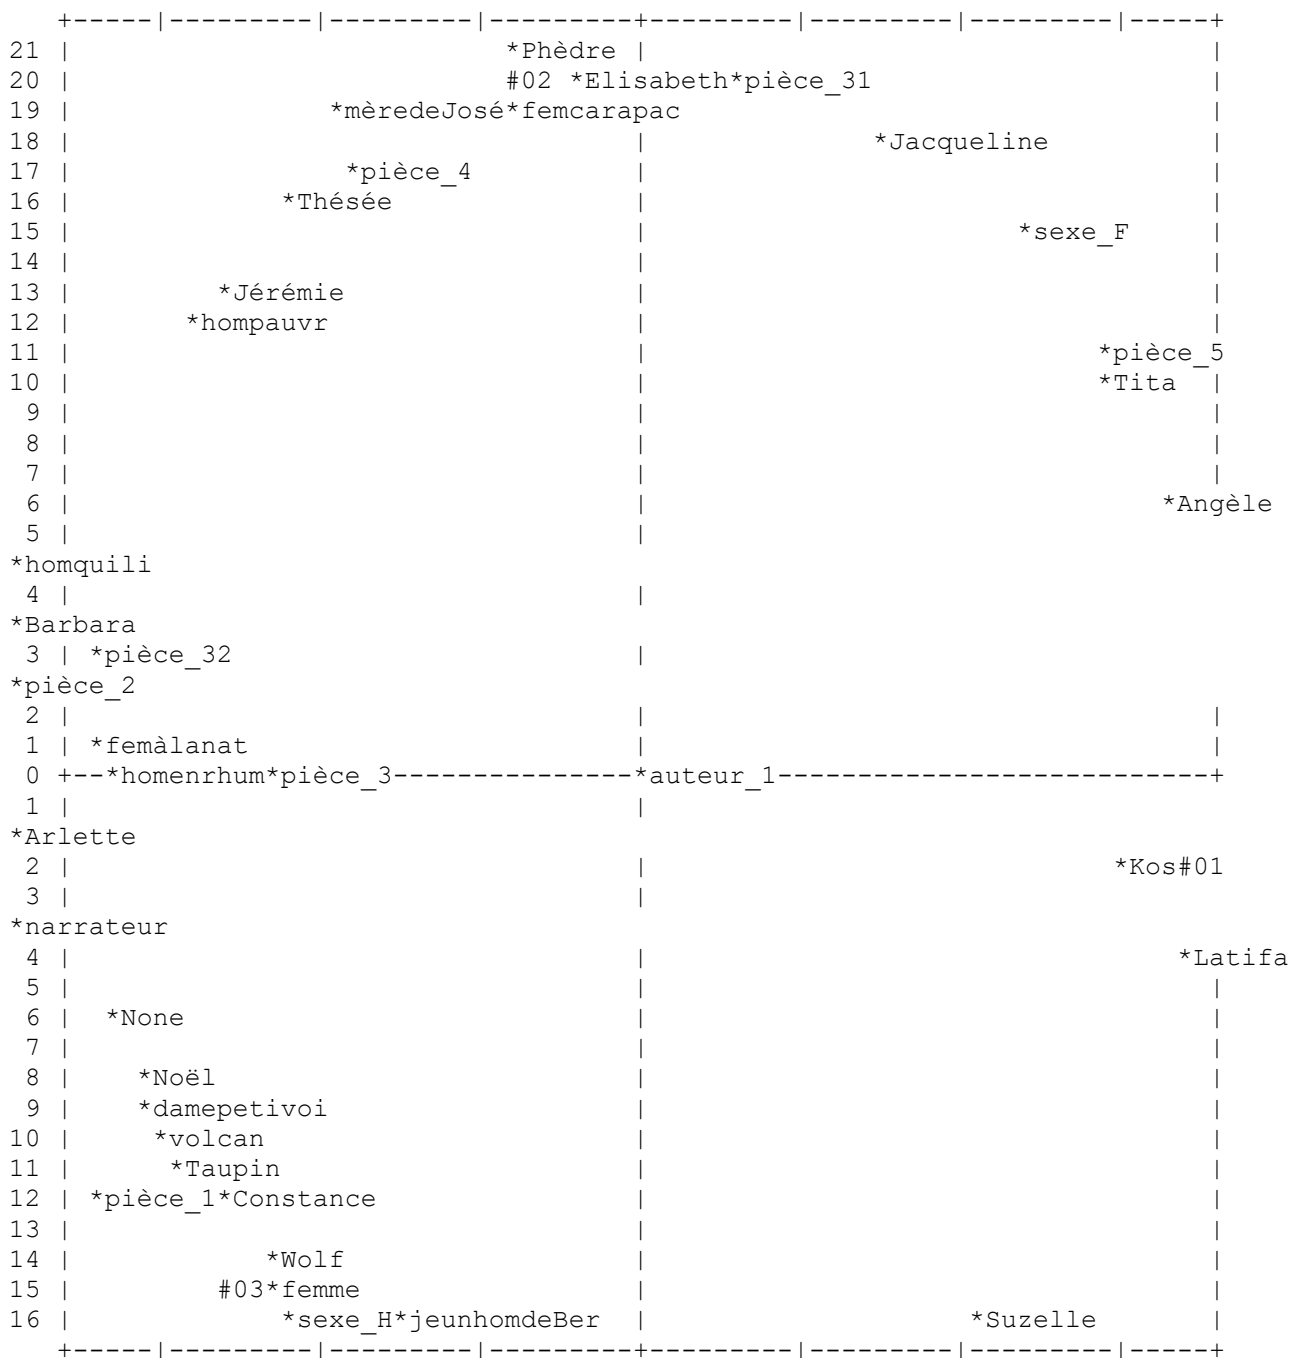 +-----|---------|---------|---------+---------|---------|---------|-----+
21 |                           *Phèdre |                                   |
20 |                           #02 *Elisabeth*pièce_31                     |
19 |                *mèredeJosé*femcarapac                                 |
18 |                                   |              *Jacqueline          |
17 |                 *pièce_4          |                                   |
16 |             *Thésée               |                                   |
15 |                                   |                       *sexe_F     |
14 |                                   |                                   |
13 |         *Jérémie                  |                                   |
12 |       *hompauvr                   |                                   |
11 |                                   |                            *pièce_5
10 |                                   |                            *Tita  |
9 |                                   |                                   |
8 |                                   |                                   |
7 |                                   |                                   |
6 |                                   |                                *Angèle
5 |                                   |
*homquili
4 |                                   |
*Barbara
3 | *pièce_32                         |
*pièce_2
2 |                                   |                                   |
1 | *femàlanat                        |                                   |
0 +--*homenrhum*pièce_3---------------*auteur_1---------------------------+
1 |                                   |
*Arlette
2 |                                   |                             *Kos#01
3 |                                   |
*narrateur
4 |                                   |                                 *Latifa
5 |                                   |                                   |
6 |  *None                            |                                   |
7 |                                   |                                   |
8 |    *Noël                          |                                   |
9 |    *damepetivoi                   |                                   |
10 |     *volcan                       |                                   |
11 |      *Taupin                      |                                   |
12 | *pièce_1*Constance                |                                   |
13 |                                   |                                   |
14 |            *Wolf                  |                                   |
15 |         #03*femme                 |                                   |
16 |             *sexe_H*jeunhomdeBer  |                    *Suzelle       |
+-----|---------|---------|---------+---------|---------|---------|-----+